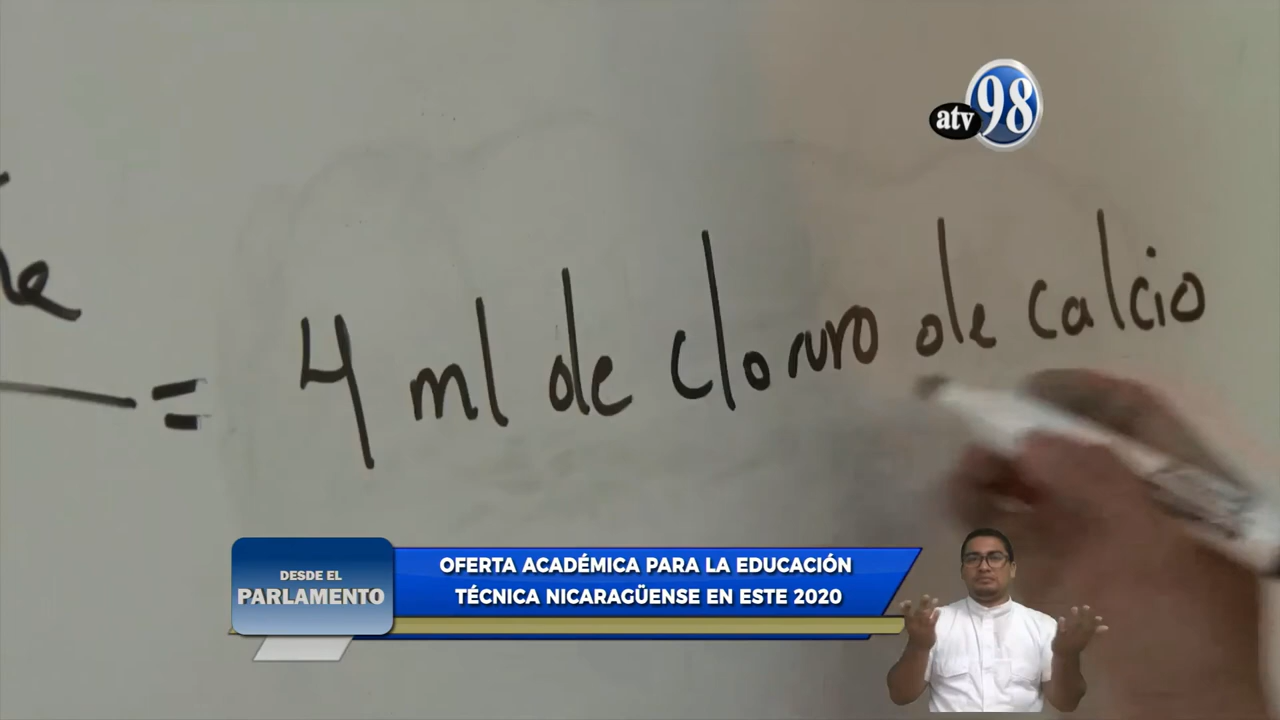 atv 98
= 4 ml de cloruro de calcio
DESDE EL
PARLAMENTO
OFERTA ACADÉMICA PARA LA EDUCACIÓN
TÉCNICA NICARAGÜENSE EN ESTE 2020